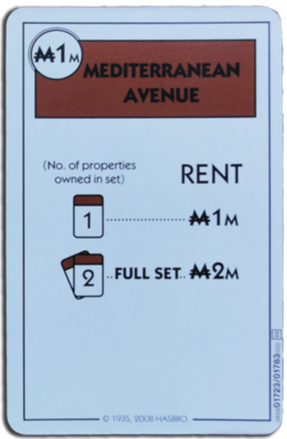 ₩1M
MEDITERRANEAN
AVENUE
(No. of properties
owned in set)
RENT
1 ........................ ₩1M
2 .. FULL SET .. ₩2M
© 1935, 2008 HASBRO
01723/01783